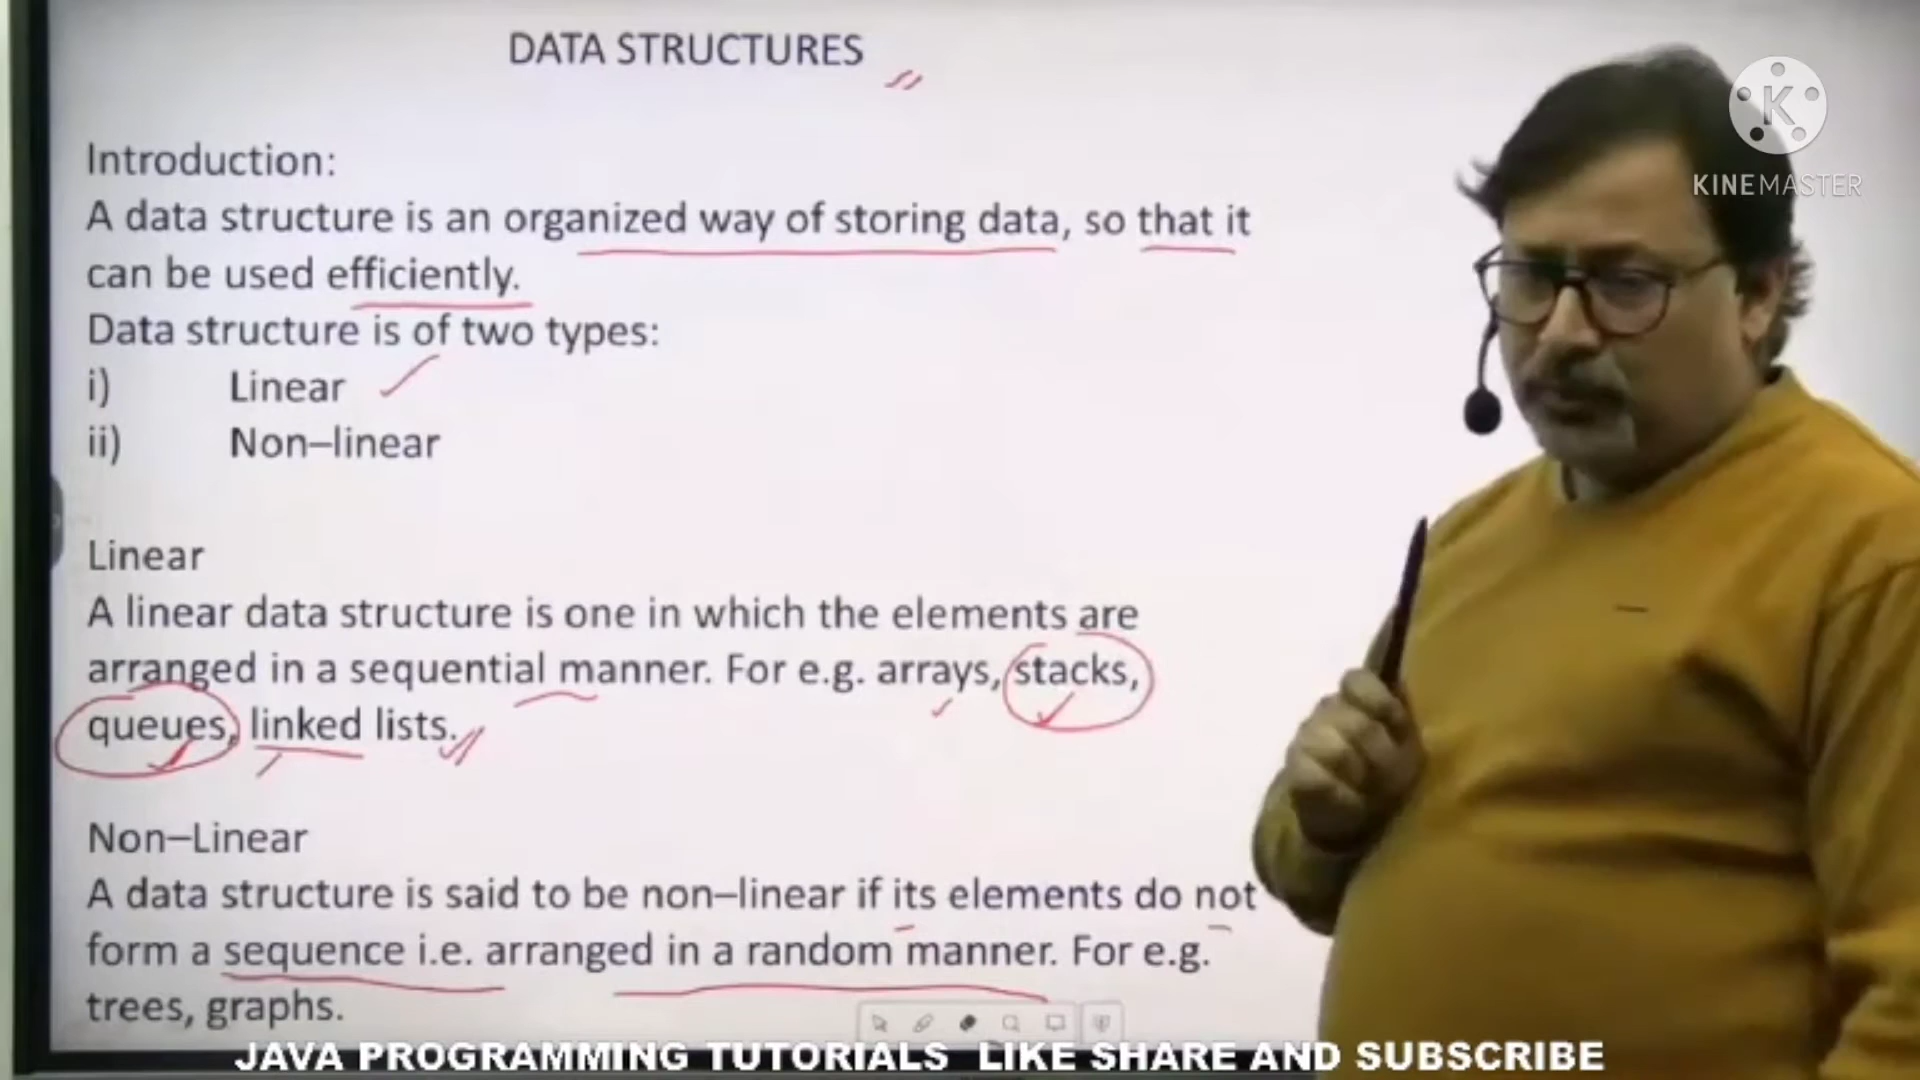 DATA STRUCTURES
Introduction:
A data structure is an organized way of storing data, so that it
can be used efficiently.
Data structure is of two types:
i) Linear
ii) Non–linear
Linear
A linear data structure is one in which the elements are
arranged in a sequential manner. For e.g. arrays, stacks,
queues, linked lists.
Non–Linear
A data structure is said to be non–linear if its elements do not
form a sequence i.e. arranged in a random manner. For e.g.
trees, graphs.
K
KINEMASTER
JAVA PROGRAMMING TUTORIALS LIKE SHARE AND SUBSCRIBE